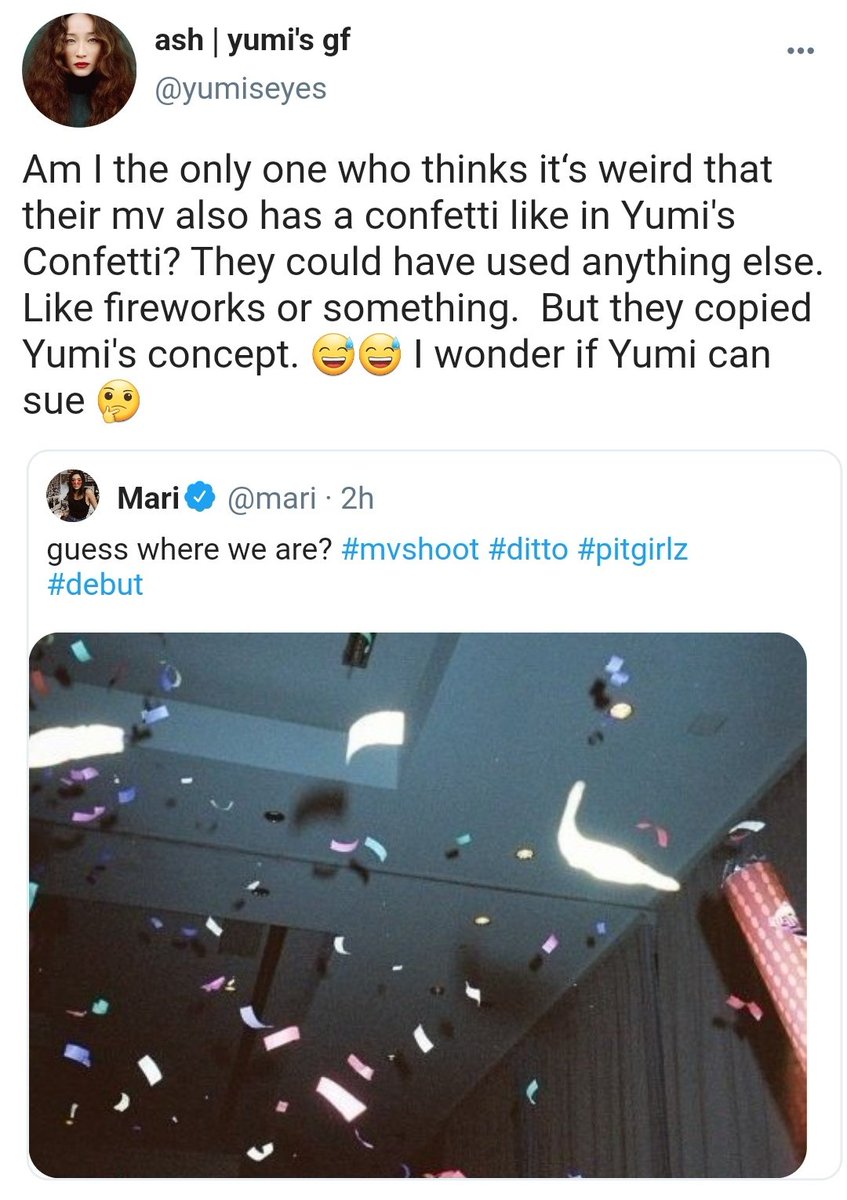 ash | yumi's gf
@yumiseyes
Am I the only one who thinks it‘s weird that
their mv also has a confetti like in Yumi's
Confetti? They could have used anything else.
Like fireworks or something.  But they copied
Yumi's concept. 😅😅 I wonder if Yumi can
sue 🤔
Mari @mari · 2h
guess where we are? #mvshoot #ditto #pitgirlz
#debut